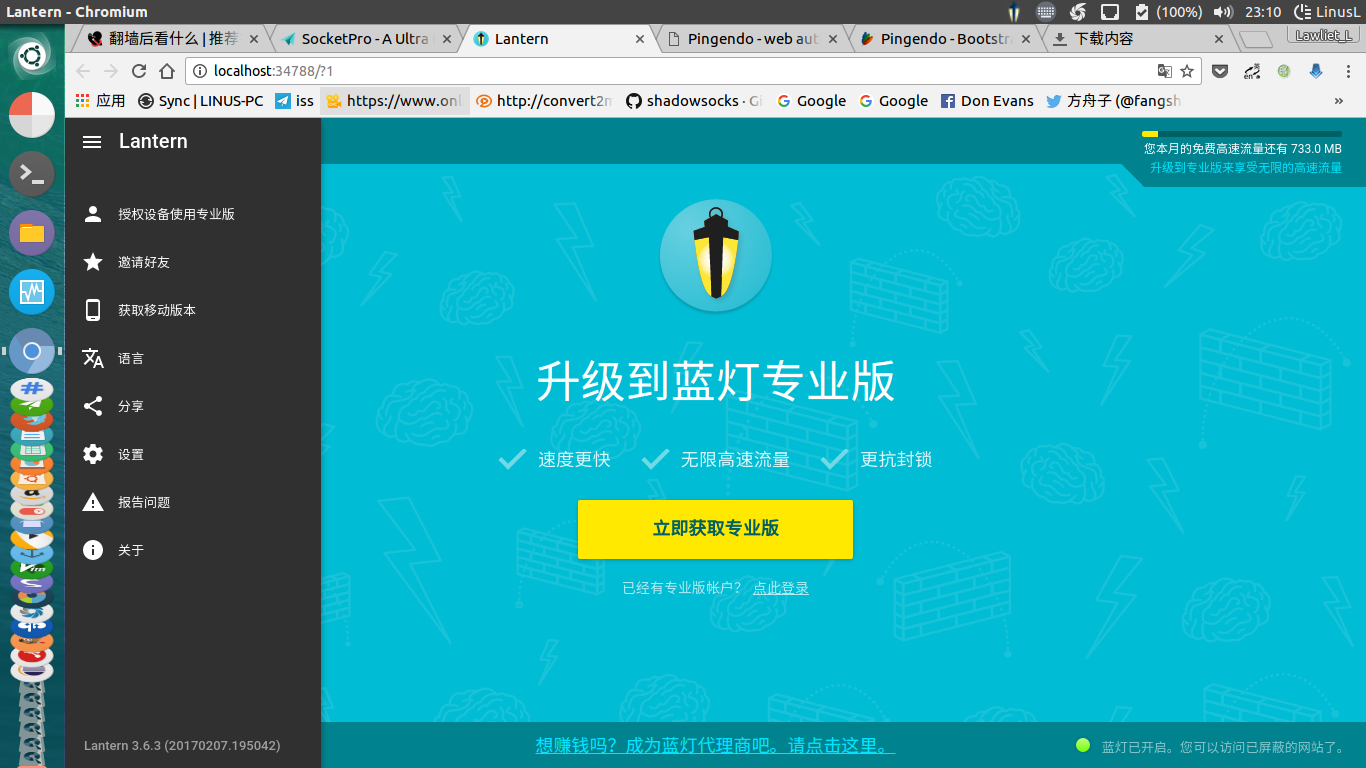 Lantern - Chromium
(100%)
23:10
LinusL
翻墙后看什么 | 推荐
SocketPro - A Ultra
Lantern
Pingendo - web aut
Pingendo - Bootstr
下载内容
Lawliet_L
localhost:34788/?1
应用
Sync | LINUS-PC
iss
https://www.onl
http://convert2m
shadowsocks · Gi
Google
Google
Don Evans
方舟子 (@fangsh
»
Lantern
您本月的免费高速流量还有 733.0 MB
升级到专业版来享受无限的高速流量
授权设备使用专业版
邀请好友
获取移动版本
语言
分享
设置
报告问题
关于
升级到蓝灯专业版
速度更快
无限高速流量
更抗封锁
立即获取专业版
已经有专业版帐户？ 点此登录
Lantern 3.6.3 (20170207.195042)
想赚钱吗？成为蓝灯代理商吧。请点击这里。
蓝灯已开启。您可以访问已屏蔽的网站了。